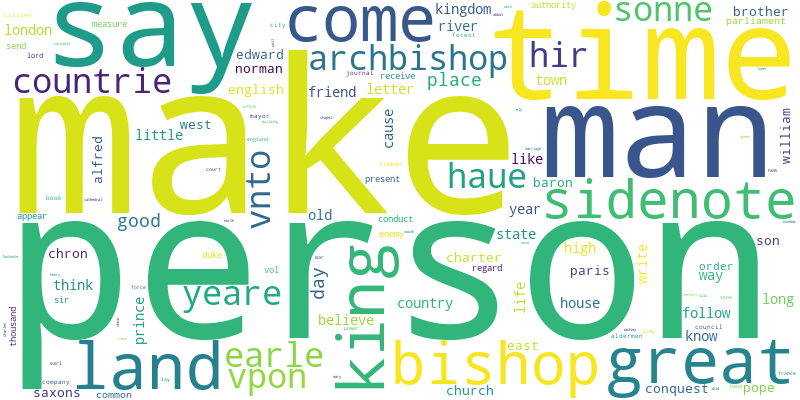 say come time sonne brother
london kingdom authority
measure parliament
send river
lord edward archbishop hir
countrie norman place town
english friend letter receive
make man
west little cause like william
alfred vnto haue baron
present sidenote
book old year
appear good conduct state son
person king
chron enemy charter high write
think duke regard paris order
sir vol way
yeare day country life house long
prince believe follow
thousand know
land earle bishop east great
vpon church conquest pope
saxons common company
citizen city forest journal mayor
england court chapel
timber
force earl lay
council aldermen france
marriage